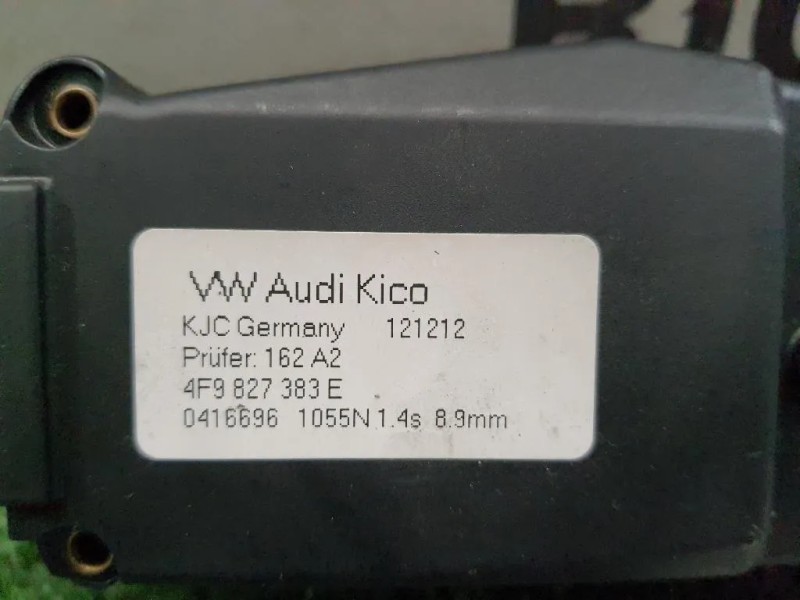 VW Audi Kico
KJC Germany 121212
Prüfer: 162 A2
4F9 827 383 E
0416696 1055N 1.4s 8.9mm